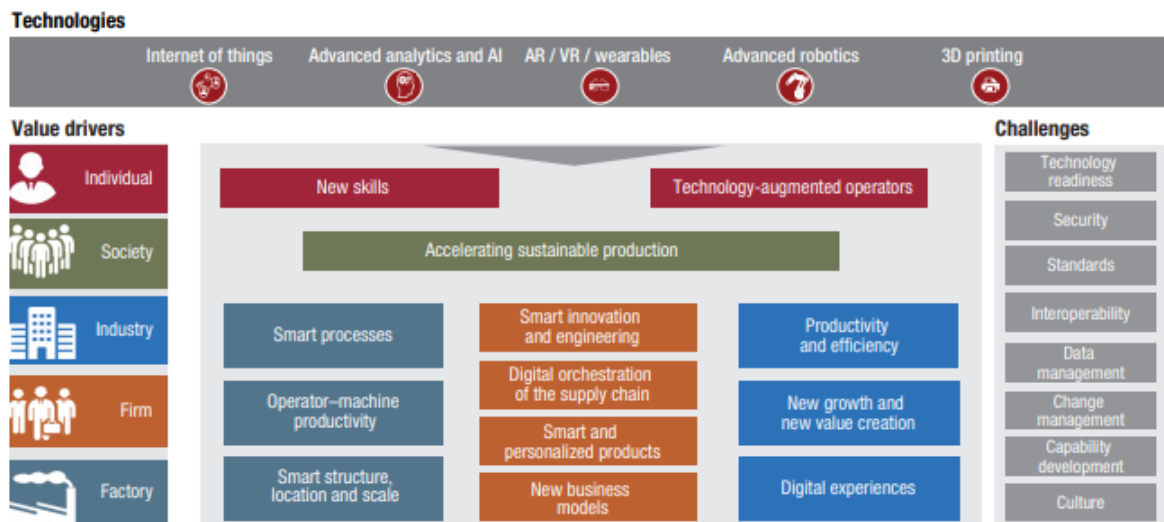 Technologies
Internet of things
Advanced analytics and AI
AR / VR / wearables
Advanced robotics
3D printing
Value drivers
Individual
Society
Industry
Firm
Factory
New skills
Technology-augmented operators
Accelerating sustainable production
Smart processes
Operator–machine
productivity
Smart structure,
location and scale
Smart innovation
and engineering
Digital orchestration
of the supply chain
Smart and
personalized products
New business
models
Productivity
and efficiency
New growth and
new value creation
Digital experiences
Challenges
Technology
readiness
Security
Standards
Interoperability
Data
management
Change
management
Capability
development
Culture